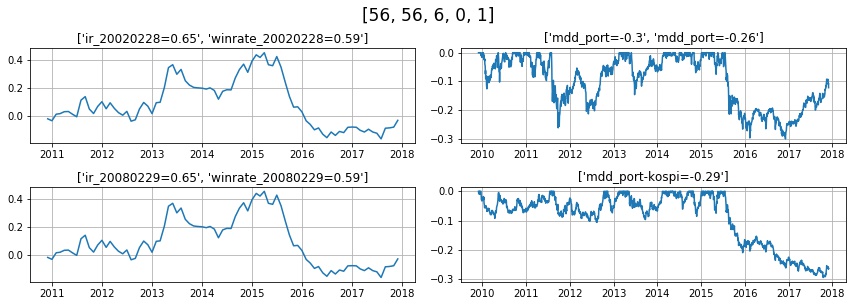 [56, 56, 6, 0, 1]
['ir_20020228=0.65', 'winrate_20020228=0.59']
0.4
0.2
0.0
2011 2012 2013 2014 2015 2016 2017 2018
['mdd_port=-0.3', 'mdd_port=-0.26']
0.0
−0.1
−0.2
−0.3
2010 2011 2012 2013 2014 2015 2016 2017 2018
['ir_20080229=0.65', 'winrate_20080229=0.59']
0.4
0.2
0.0
2011 2012 2013 2014 2015 2016 2017 2018
['mdd_port-kospi=-0.29']
0.0
−0.1
−0.2
−0.3
2010 2011 2012 2013 2014 2015 2016 2017 2018